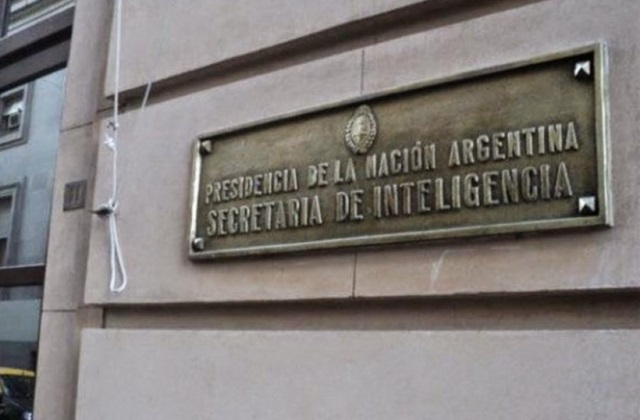 PRESIDENCIA DE LA NACIÓN ARGENTINA
SECRETARIA DE INTELIGENCIA